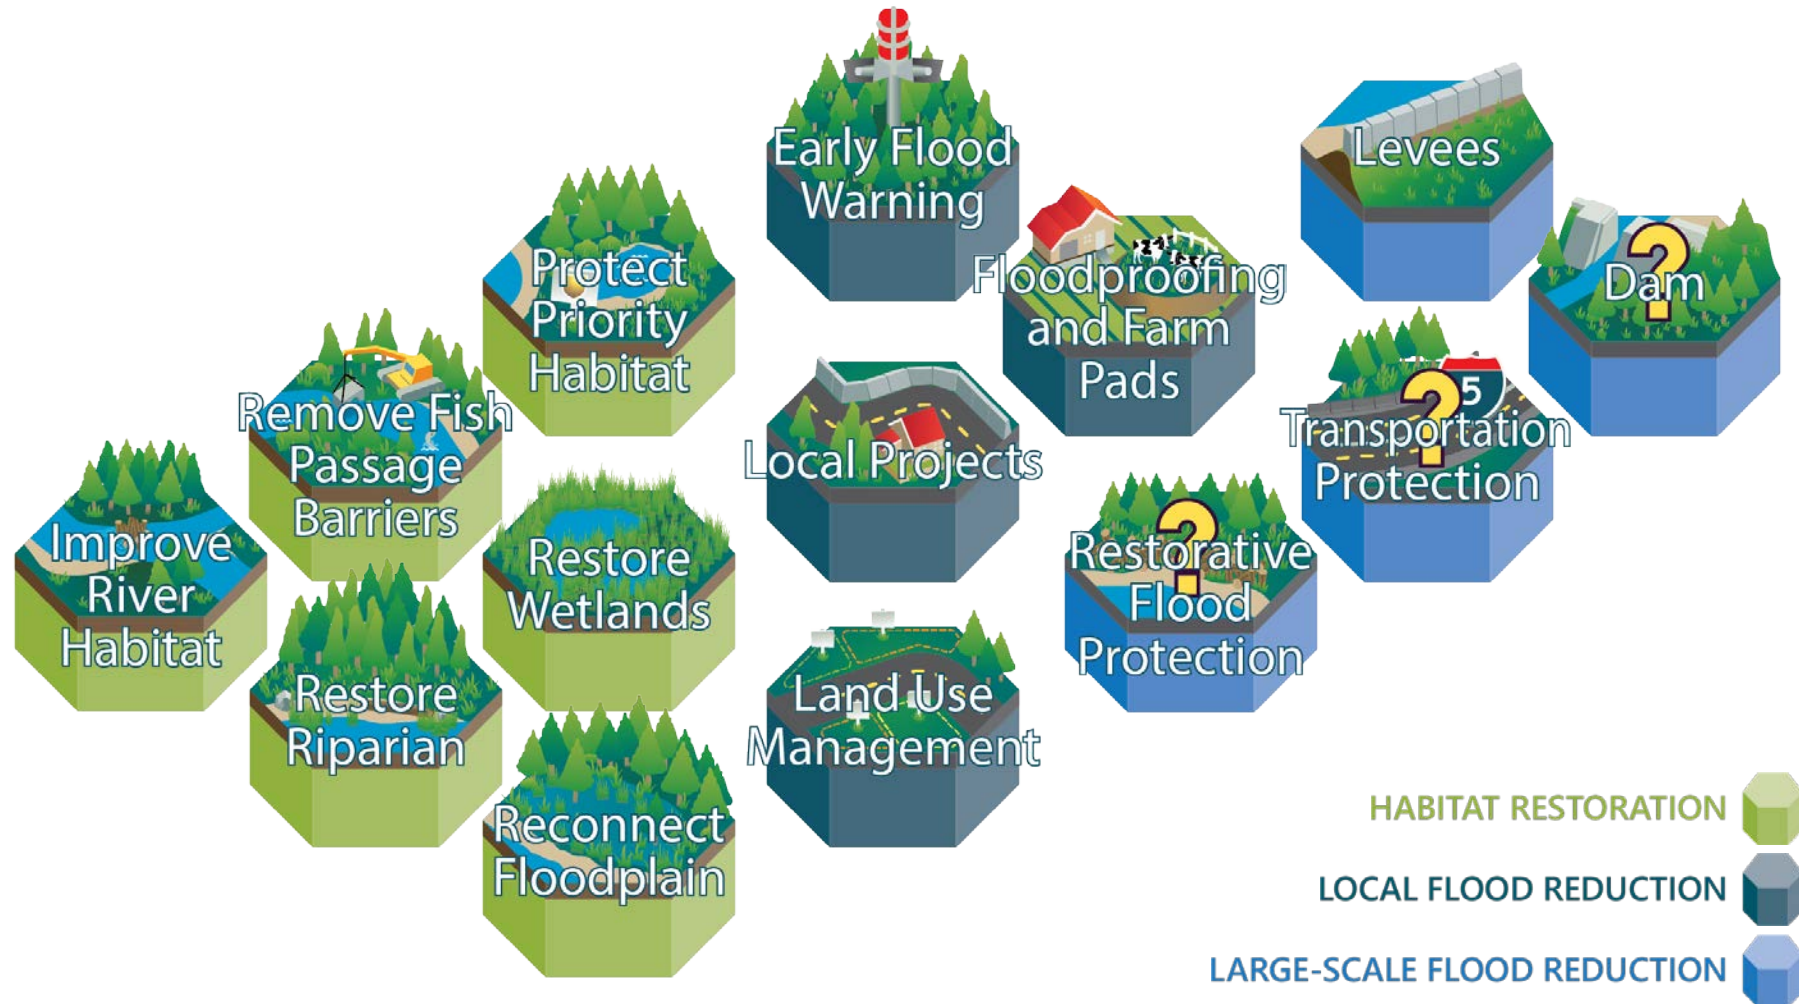 Early Flood
Warning
Levees
Protect
Priority
Habitat
Floodproofing
and Farm
Pads
?
Dam
Remove Fish
Passage
Barriers
Local Projects
5
?
Transportation
Protection
Improve
River
Habitat
Restore
Wetlands
?
Restorative
Flood
Protection
Restore
Riparian
Land Use
Management
Reconnect
Floodplain
HABITAT RESTORATION
LOCAL FLOOD REDUCTION
LARGE-SCALE FLOOD REDUCTION